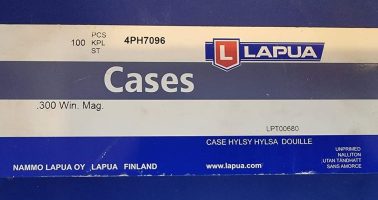 100 PCS 4PH7096
KPL
ST
L LAPUA
Cases
.300 Win. Mag.
LPT00680
CASE HYLSY HYLSA DOUILLE
UNPRIMED
NALLITON
UTAN TÄNDHATT
SANS AMORCE
NAMMO LAPUA OY LAPUA FINLAND
www.lapua.com